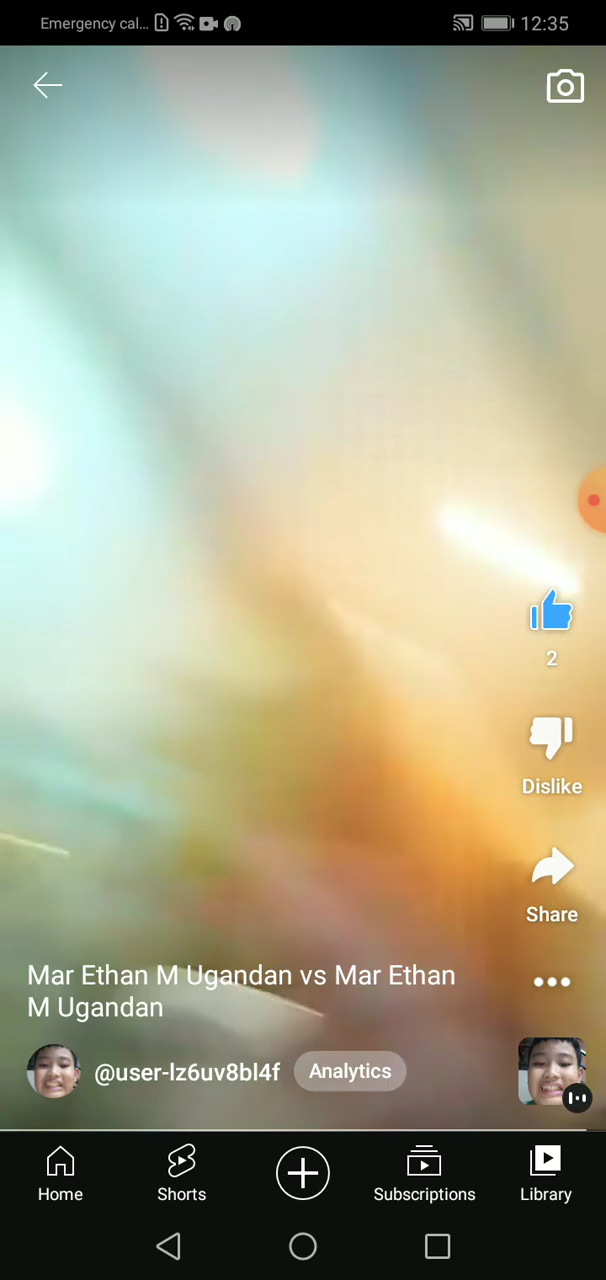 Emergency cal... 12:35
2
Dislike
Share
Mar Ethan M Ugandan vs Mar Ethan
M Ugandan
@user-lz6uv8bl4f Analytics
Home Shorts Subscriptions Library